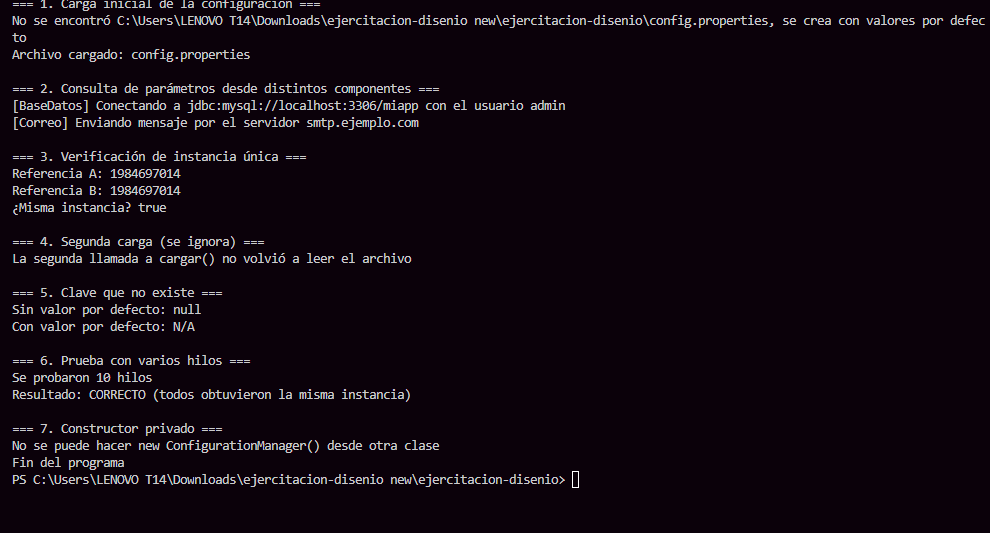 === 1. Carga inicial de la configuración ===
No se encontró C:\Users\LENOVO T14\Downloads\ejercitacion-disenio new\ejercitacion-disenio\config.properties, se crea con valores por defec
to
Archivo cargado: config.properties
=== 2. Consulta de parámetros desde distintos componentes ===
[BaseDatos] Conectando a jdbc:mysql://localhost:3306/miapp con el usuario admin
[Correo] Enviando mensaje por el servidor smtp.ejemplo.com
=== 3. Verificación de instancia única ===
Referencia A: 1984697014
Referencia B: 1984697014
¿Misma instancia? true
=== 4. Segunda carga (se ignora) ===
La segunda llamada a cargar() no volvió a leer el archivo
=== 5. Clave que no existe ===
Sin valor por defecto: null
Con valor por defecto: N/A
=== 6. Prueba con varios hilos ===
Se probaron 10 hilos
Resultado: CORRECTO (todos obtuvieron la misma instancia)
=== 7. Constructor privado ===
No se puede hacer new ConfigurationManager() desde otra clase
Fin del programa
PS C:\Users\LENOVO T14\Downloads\ejercitacion-disenio new\ejercitacion-disenio>